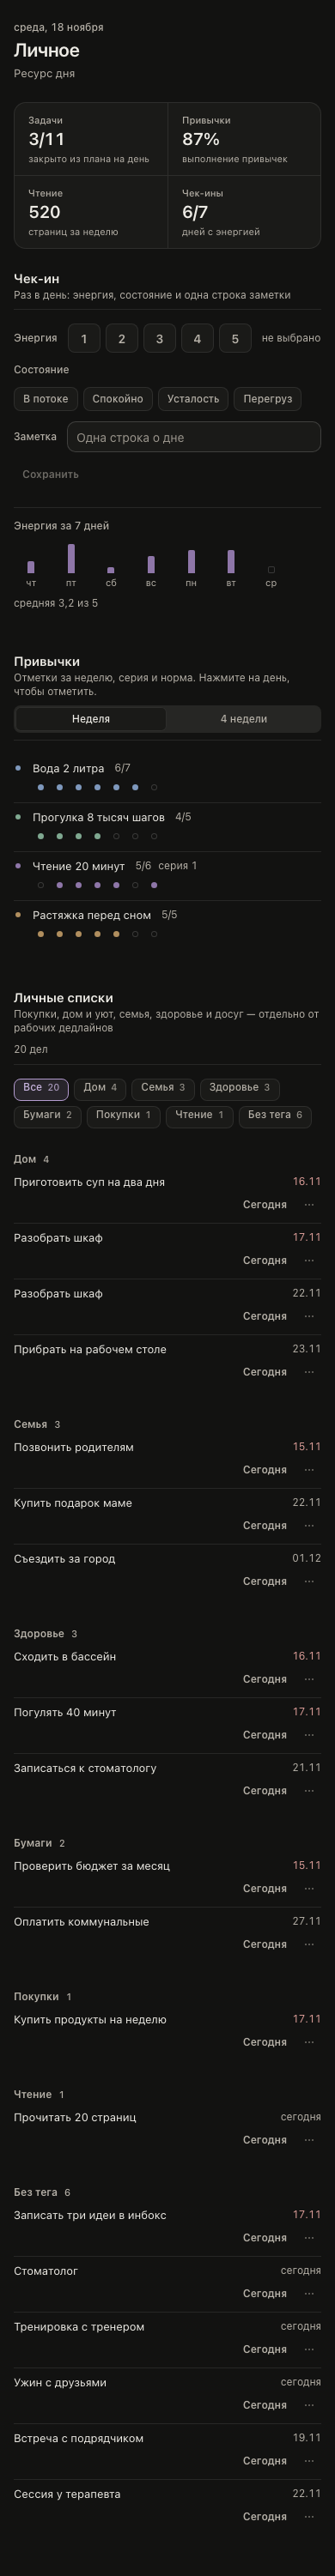 среда, 18 ноября
Личное
Ресурс дня
Задачи
3/11
закрыто из плана на день
Привычки
87%
выполнение привычек
Чтение
520
страниц за неделю
Чек-ины
6/7
дней с энергией
Чек-ин
Раз в день: энергия, состояние и одна строка заметки
Энергия 1 2 3 4 5 не выбрано
Состояние
В потоке Спокойно Усталость Перегруз
Заметка Одна строка о дне
Сохранить
Энергия за 7 дней
чт пт сб вс пн вт ср
средняя 3,2 из 5
Привычки
Отметки за неделю, серия и норма. Нажмите на день,
чтобы отметить.
Неделя 4 недели
Вода 2 литра 6/7
Прогулка 8 тысяч шагов 4/5
Чтение 20 минут 5/6 серия 1
Растяжка перед сном 5/5
Личные списки
Покупки, дом и уют, семья, здоровье и досуг — отдельно от
рабочих дедлайнов
20 дел
Все 20 Дом 4 Семья 3 Здоровье 3
Бумаги 2 Покупки 1 Чтение 1 Без тега 6
Дом 4
Приготовить суп на два дня 16.11
Сегодня ···
Разобрать шкаф 17.11
Сегодня ···
Разобрать шкаф 22.11
Сегодня ···
Прибрать на рабочем столе 23.11
Сегодня ···
Семья 3
Позвонить родителям 15.11
Сегодня ···
Купить подарок маме 22.11
Сегодня ···
Съездить за город 01.12
Сегодня ···
Здоровье 3
Сходить в бассейн 16.11
Сегодня ···
Погулять 40 минут 17.11
Сегодня ···
Записаться к стоматологу 21.11
Сегодня ···
Бумаги 2
Проверить бюджет за месяц 15.11
Сегодня ···
Оплатить коммунальные 27.11
Сегодня ···
Покупки 1
Купить продукты на неделю 17.11
Сегодня ···
Чтение 1
Прочитать 20 страниц сегодня
Сегодня ···
Без тега 6
Записать три идеи в инбокс 17.11
Сегодня ···
Стоматолог сегодня
Сегодня ···
Тренировка с тренером сегодня
Сегодня ···
Ужин с друзьями сегодня
Сегодня ···
Встреча с подрядчиком 19.11
Сегодня ···
Сессия у терапевта 22.11
Сегодня ···